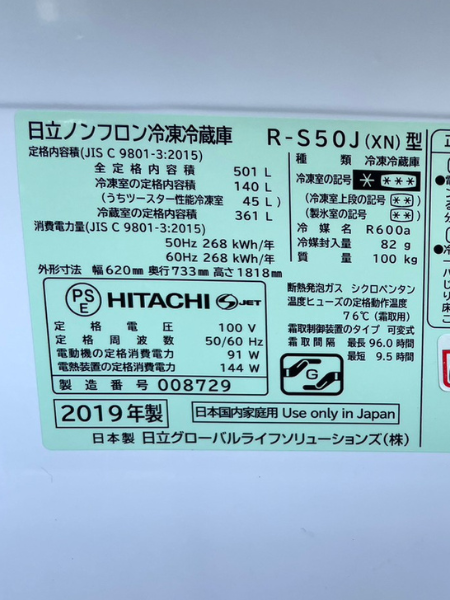 日立ノンフロン冷凍冷蔵庫 R-S50J(XN)型
定格内容積(JIS C 9801-3:2015)
全定格内容積 501 L
冷凍室の定格内容積 140 L
(うちツースター性能冷凍室 45 L)
冷蔵室の定格内容積 361 L
消費電力量(JIS C 9801-3:2015)
50Hz 268 kWh/年
60Hz 268 kWh/年
外形寸法 幅620mm 奥行733mm 高さ1818mm
種類 冷凍冷蔵庫
冷凍室の記号 * ***
(冷凍室上段の記号 **)
(製氷室の記号 **)
冷媒名 R600a
冷媒封入量 82 g
質量 100 kg
断熱発泡ガス シクロペンタン
温度ヒューズの定格動作温度
76℃(霜取用)
霜取制御装置のタイプ 可変式
霜取間隔 最長 96.0時間
最短 9.5時間
PSE HITACHI S JET
定格電圧 100 V
定格周波数 50/60 Hz
電動機の定格消費電力 91 W
電熱装置の定格消費電力 144 W
製造番号 008729
G
2019年製
日本国内家庭用 Use only in Japan
日本製 日立グローバルライフソリューションズ(株)